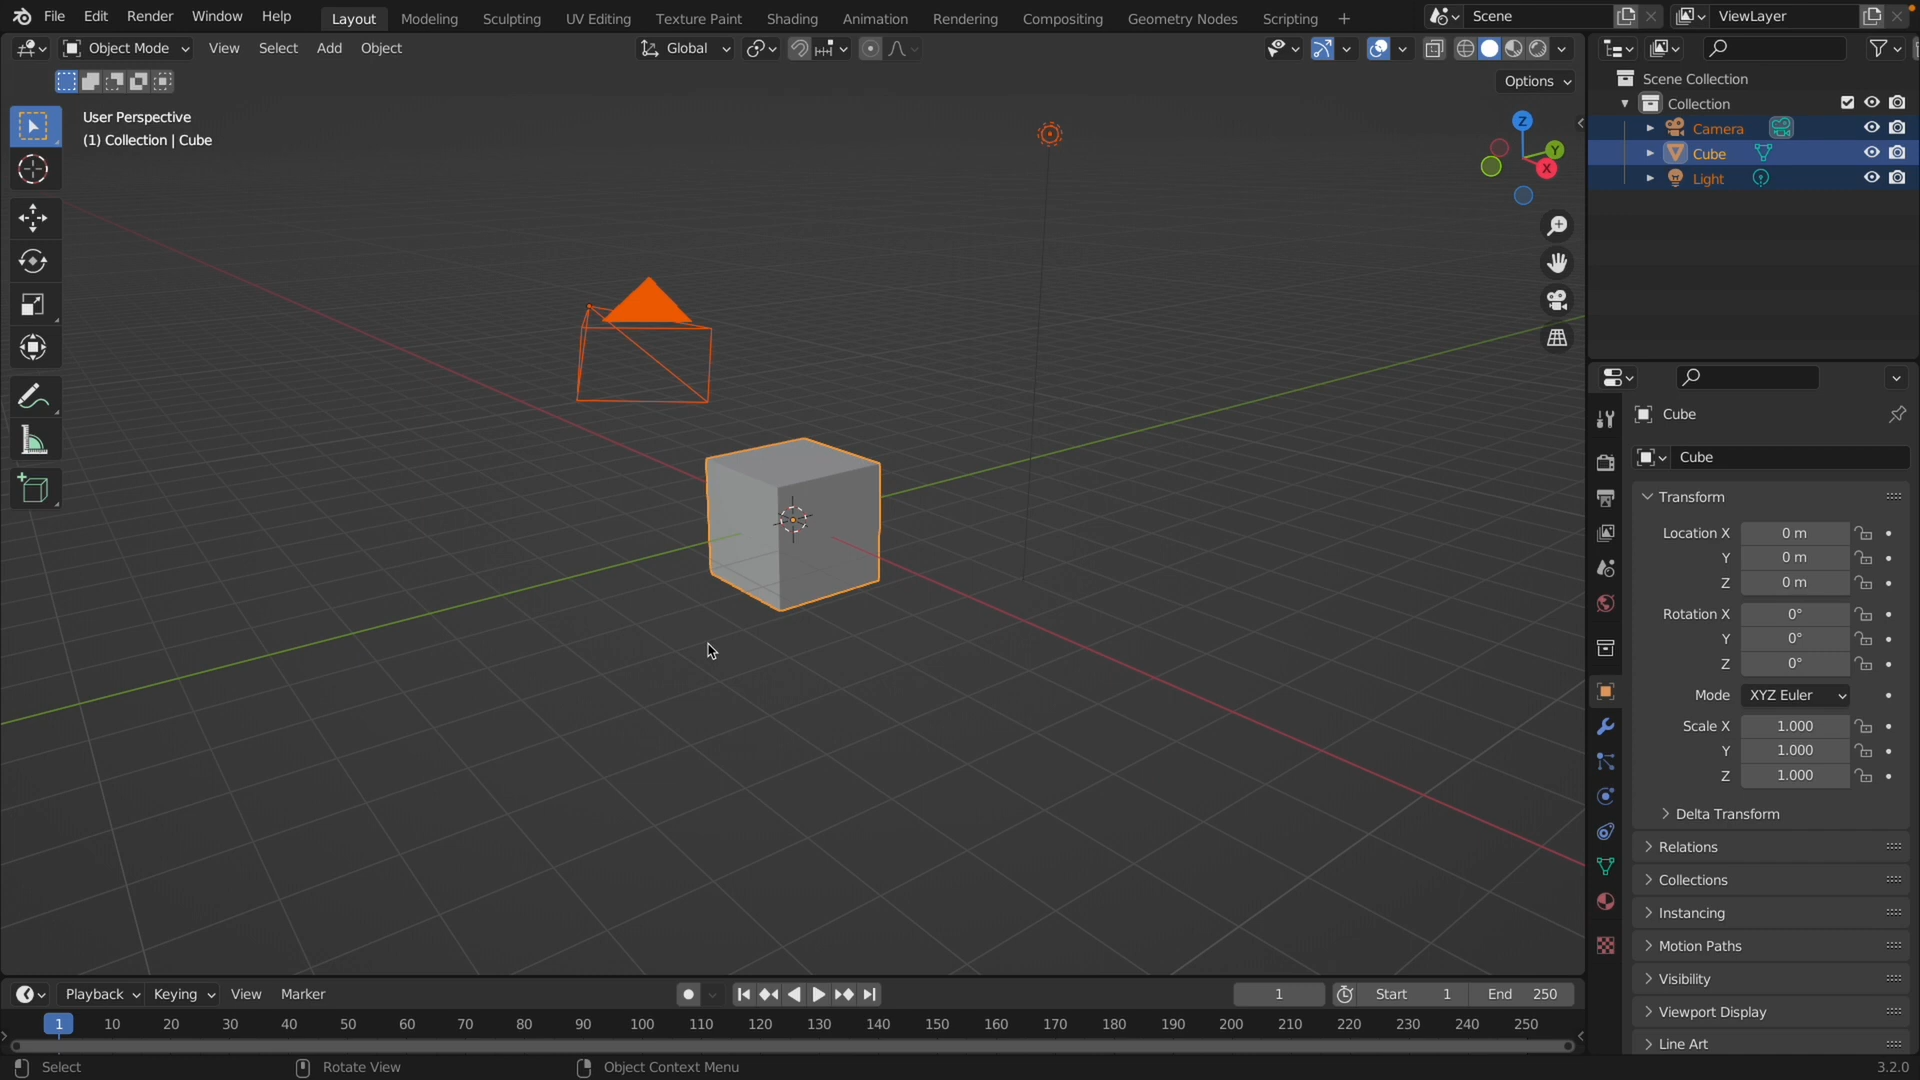 File Edit Render Window Help Layout Modeling Sculpting UV Editing Texture Paint Shading Animation Rendering Compositing Geometry Nodes Scripting + Scene ViewLayer
Object Mode View Select Add Object Global
Options
User Perspective
(1) Collection | Cube
Z
Y
X
Scene Collection
Collection
Camera
Cube
Light
Cube
Cube
Transform
Location X 0 m
Y 0 m
Z 0 m
Rotation X 0°
Y 0°
Z 0°
Mode XYZ Euler
Scale X 1.000
Y 1.000
Z 1.000
Delta Transform
Relations
Collections
Instancing
Motion Paths
Visibility
Viewport Display
Line Art
Playback Keying View Marker 1 Start 1 End 250
1 10 20 30 40 50 60 70 80 90 100 110 120 130 140 150 160 170 180 190 200 210 220 230 240 250
Select Rotate View Object Context Menu 3.2.0